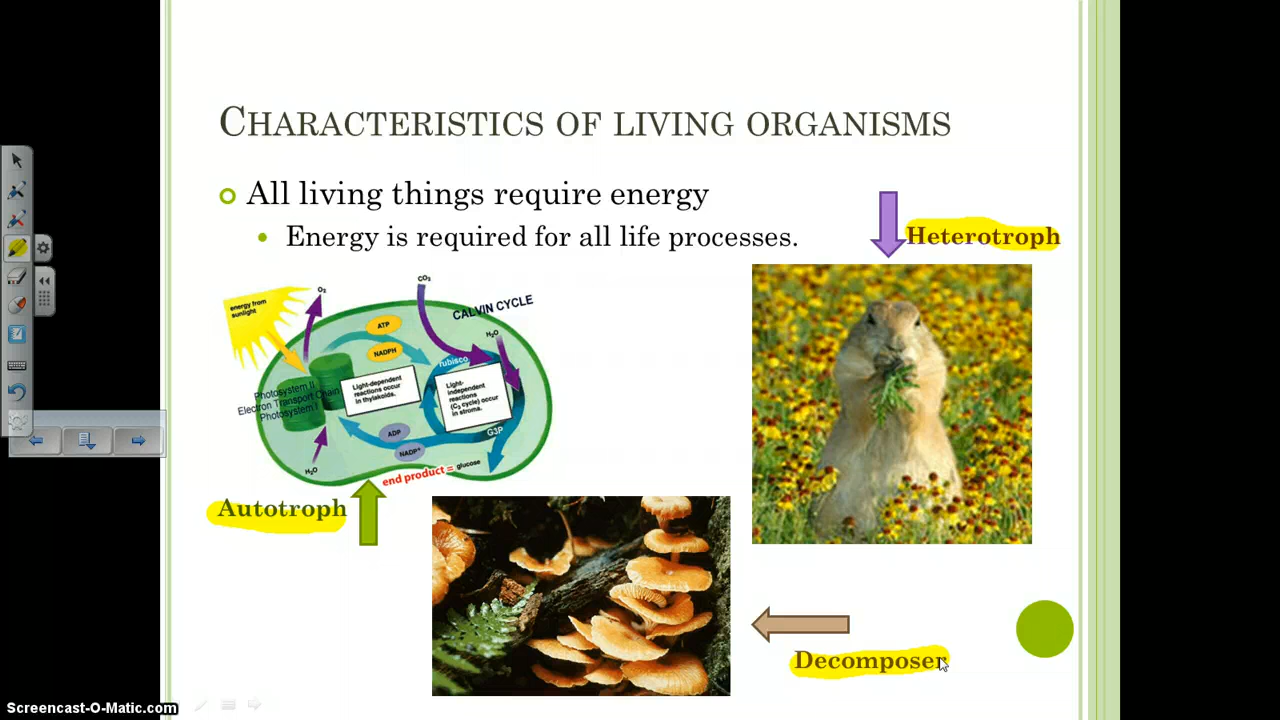 CHARACTERISTICS OF LIVING ORGANISMS
All living things require energy
Energy is required for all life processes.
Heterotroph
energy from
sunlight
O₂
CO₂
CALVIN CYCLE
ATP
H₂O
NADPH
rubisco
Photosystem II
Electron Transport Chain
Photosystem I
Light-dependent
reactions occur
in thylakoids.
Light-
independent
reactions
(C₃ cycle) occur
in stroma.
ADP
NADP⁺
G3P
H₂O
end product = glucose
Autotroph
Decomposer
Screencast-O-Matic.com